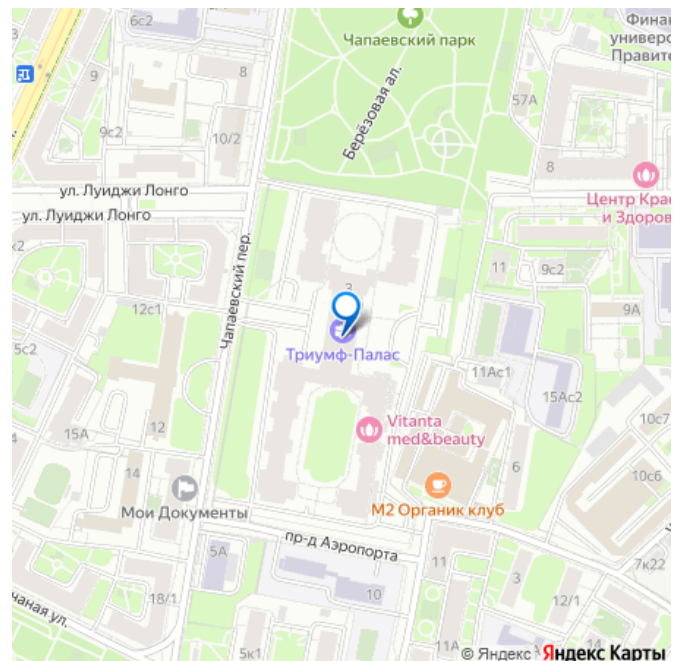 6с2
Чапаевский парк
Финан
универс
Правите
9
8
Берёзовая ал.
57А
9с2
10/2
8
ул. Луиджи Лонго
ул. Луиджи Лонго
Центр Крас
и Здоров
к2
Чапаевский пер.
11
9с2
3
12с1
9А
5с2
Триумф-Палас
11Ас1
15Ас2
10с7
15А
12
Vitanta
med&beauty
14
6
10с6
Мои Документы
М2 Органик клуб
пр-д Аэропорта
5А
11
7к22
3
чаная ул.
18/1
10
12/1
5к1
11А
14
© Яндекс Яндекс Карты